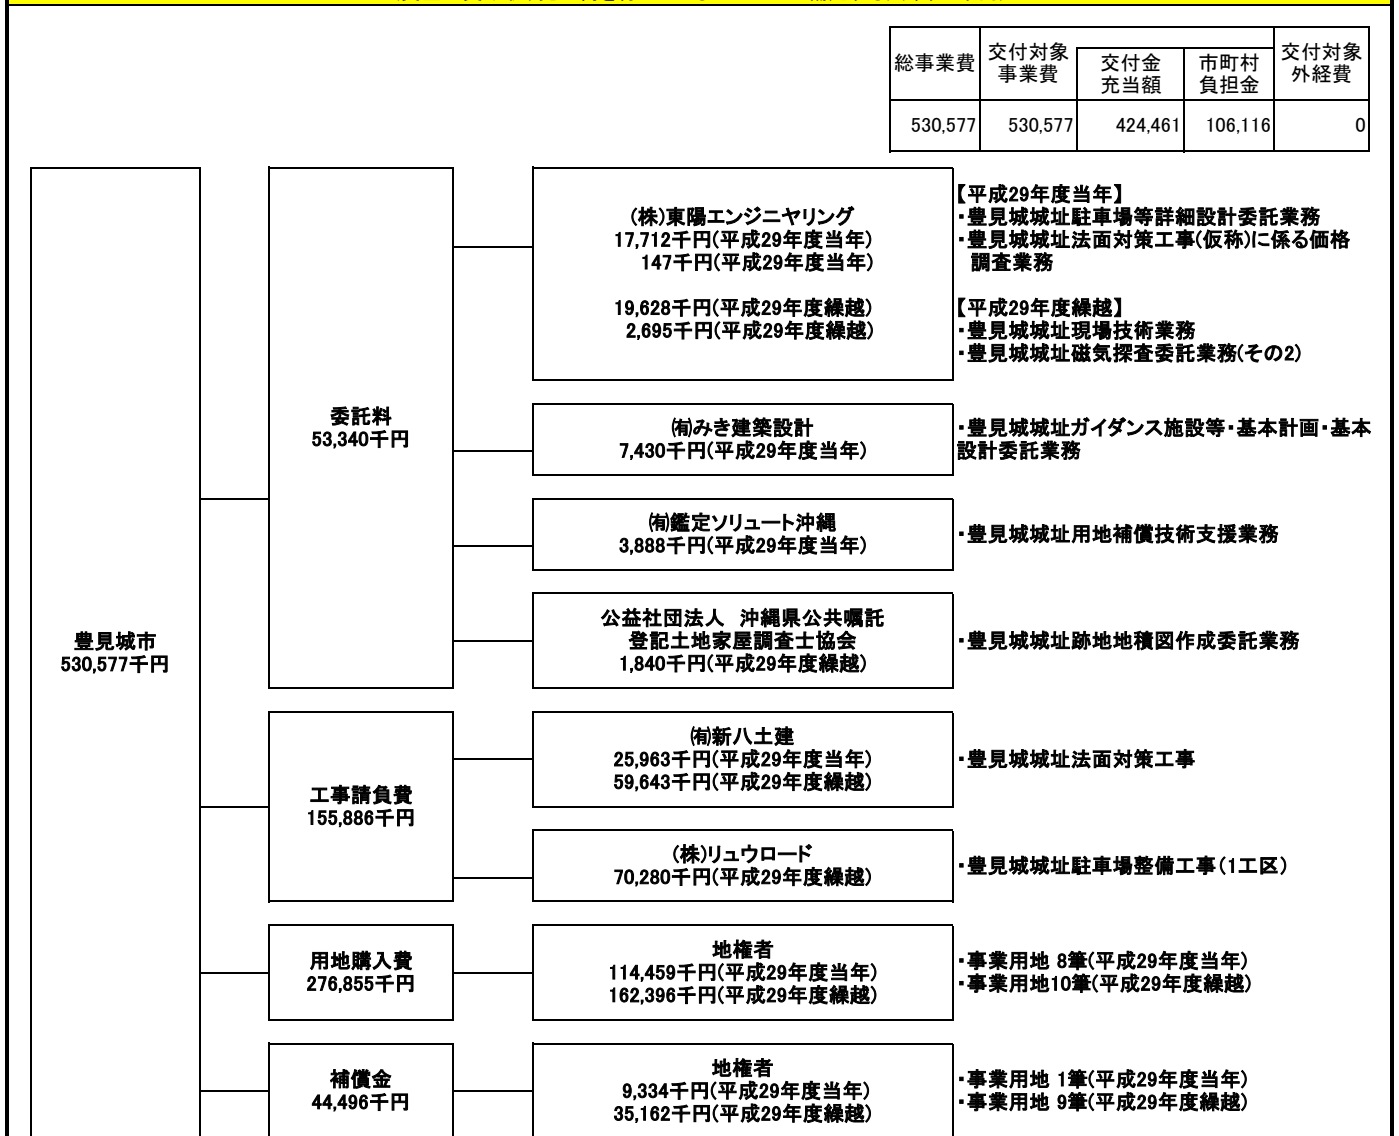 総事業費
交付対象
事業費
交付金
充当額
市町村
負担金
交付対象
外経費
530,577
530,577
424,461
106,116
0
豊見城市
530,577千円
委託料
53,340千円
(株)東陽エンジニヤリング
17,712千円(平成29年度当年)
147千円(平成29年度当年)
19,628千円(平成29年度繰越)
2,695千円(平成29年度繰越)
【平成29年度当年】
・豊見城城址駐車場等詳細設計委託業務
・豊見城城址法面対策工事(仮称)に係る価格
調査業務
【平成29年度繰越】
・豊見城城址現場技術業務
・豊見城城址磁気探査委託業務(その2)
㈲みき建築設計
7,430千円(平成29年度当年)
・豊見城城址ガイダンス施設等・基本計画・基本
設計委託業務
㈲鑑定ソリュート沖縄
3,888千円(平成29年度当年)
・豊見城城址用地補償技術支援業務
公益社団法人　沖縄県公共嘱託
登記土地家屋調査士協会
1,840千円(平成29年度繰越)
・豊見城城址跡地地積図作成委託業務
工事請負費
155,886千円
㈲新八土建
25,963千円(平成29年度当年)
59,643千円(平成29年度繰越)
・豊見城城址法面対策工事
(株)リュウロード
70,280千円(平成29年度繰越)
・豊見城城址駐車場整備工事(1工区)
用地購入費
276,855千円
地権者
114,459千円(平成29年度当年)
162,396千円(平成29年度繰越)
・事業用地 8筆(平成29年度当年)
・事業用地10筆(平成29年度繰越)
補償金
44,496千円
地権者
9,334千円(平成29年度当年)
35,162千円(平成29年度繰越)
・事業用地 1筆(平成29年度当年)
・事業用地 9筆(平成29年度繰越)